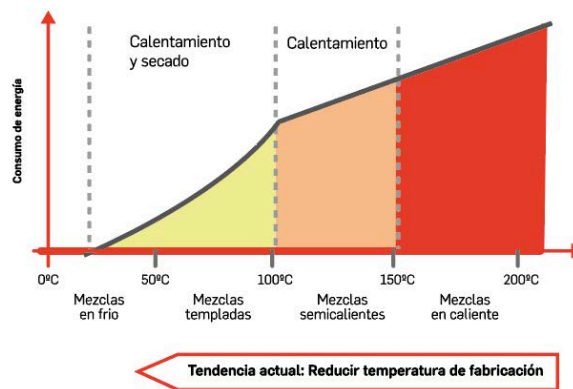 Calentamiento
y secado
Calentamiento
Consumo de energía
0ºC
50ºC
100ºC
150ºC
200ºC
Mezclas
en frio
Mezclas
templadas
Mezclas
semicalientes
Mezclas
en caliente
Tendencia actual: Reducir temperatura de fabricación